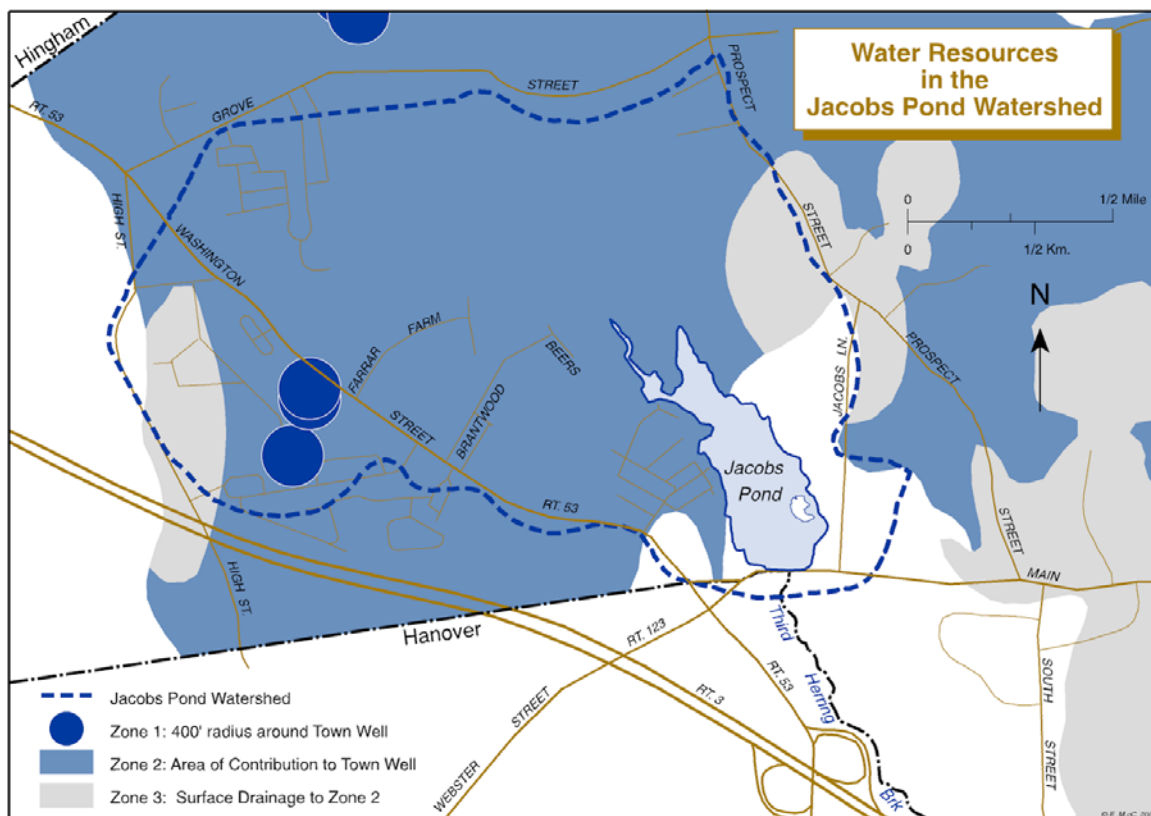 Water Resources
in the
Jacobs Pond Watershed
Hingham
RT. 53
GROVE
STREET
PROSPECT
STREET
0
1/2 Mile
0
1/2 Km.
N
HIGH ST.
WASHINGTON
STREET
FARRAR
FARM
BRANTWOOD
BEERS
JACOBS LN.
PROSPECT
STREET
Jacobs
Pond
RT. 53
HIGH ST.
MAIN
Hanover
RT. 123
Third
Herring
Brk
RT. 53
RT. 3
SOUTH
STREET
WEBSTER
STREET
Jacobs Pond Watershed
Zone 1: 400' radius around Town Well
Zone 2: Area of Contribution to Town Well
Zone 3: Surface Drainage to Zone 2